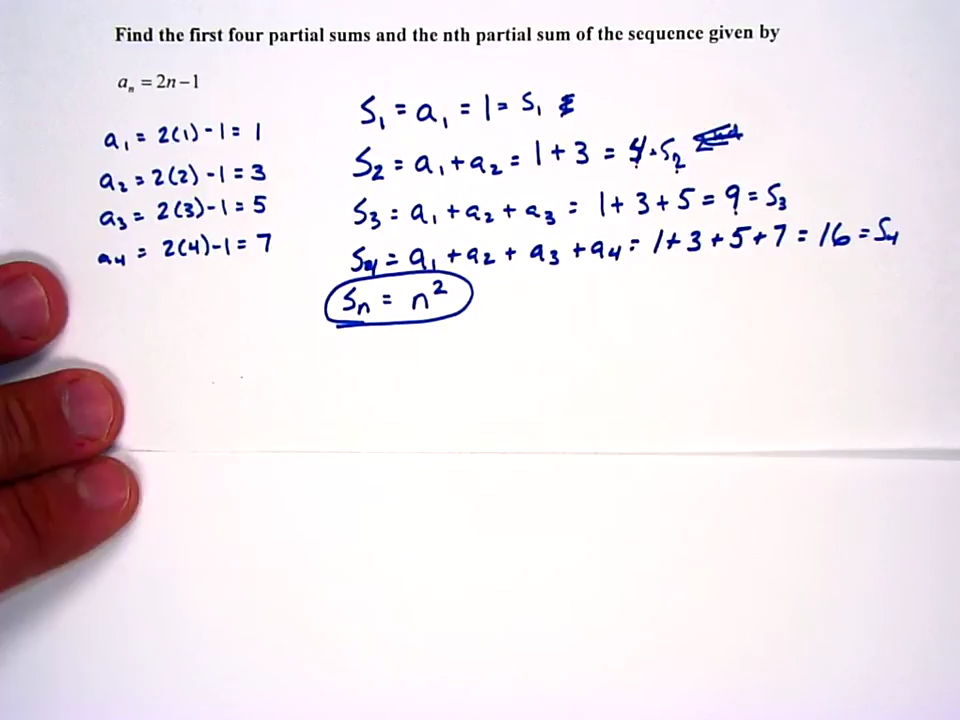 Find the first four partial sums and the nth partial sum of the sequence given by
aₙ = 2n − 1
a₁ = 2(1) - 1 = 1
a₂ = 2(2) - 1 = 3
a₃ = 2(3) - 1 = 5
a₄ = 2(4) - 1 = 7
S₁ = a₁ = 1 = S₁
S₂ = a₁ + a₂ = 1 + 3 = 4 = S₂
S₃ = a₁ + a₂ + a₃ = 1 + 3 + 5 = 9 = S₃
S₄ = a₁ + a₂ + a₃ + a₄ = 1 + 3 + 5 + 7 = 16 = S₄
Sₙ = n²